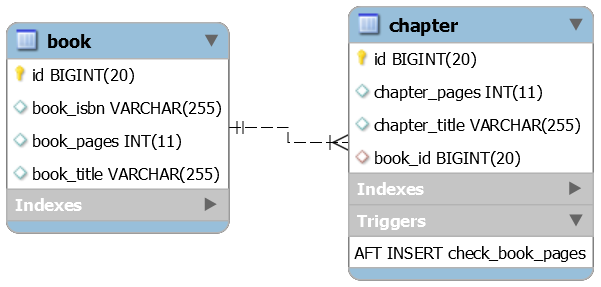 book
id BIGINT(20)
book_isbn VARCHAR(255)
book_pages INT(11)
book_title VARCHAR(255)
Indexes
chapter
id BIGINT(20)
chapter_pages INT(11)
chapter_title VARCHAR(255)
book_id BIGINT(20)
Indexes
Triggers
AFT INSERT check_book_pages